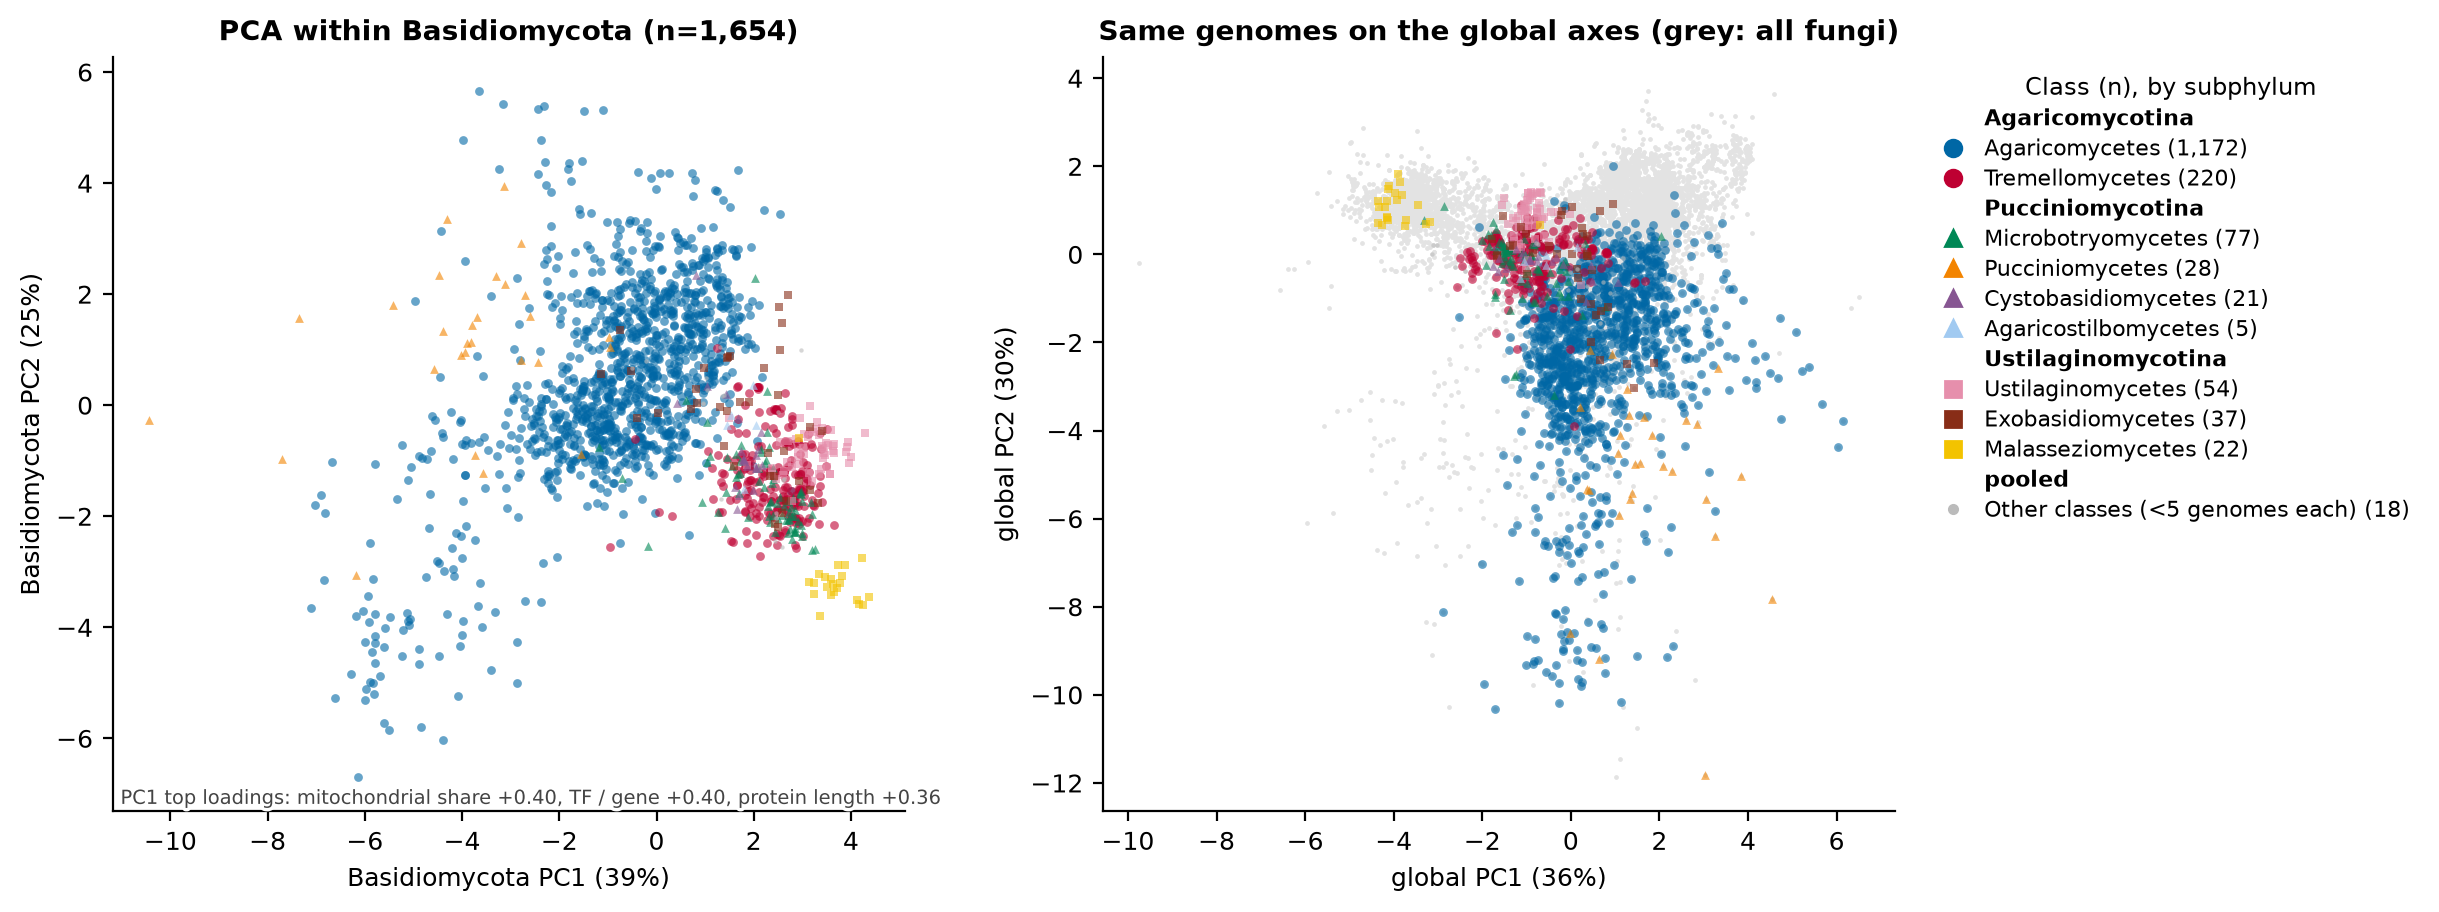 PCA within Basidiomycota (n=1,654)
6
4
2
0
−2
−4
−6
Basidiomycota PC2 (25%)
PC1 top loadings: mitochondrial share +0.40, TF / gene +0.40, protein length +0.36
−10
−8
−6
−4
−2
0
2
4
Basidiomycota PC1 (39%)
Same genomes on the global axes (grey: all fungi)
4
2
0
−2
−4
−6
−8
−10
−12
global PC2 (30%)
−10
−8
−6
−4
−2
0
2
4
6
global PC1 (36%)
Class (n), by subphylum
Agaricomycotina
Agaricomycetes (1,172)
Tremellomycetes (220)
Pucciniomycotina
Microbotryomycetes (77)
Pucciniomycetes (28)
Cystobasidiomycetes (21)
Agaricostilbomycetes (5)
Ustilaginomycotina
Ustilaginomycetes (54)
Exobasidiomycetes (37)
Malasseziomycetes (22)
pooled
Other classes (<5 genomes each) (18)